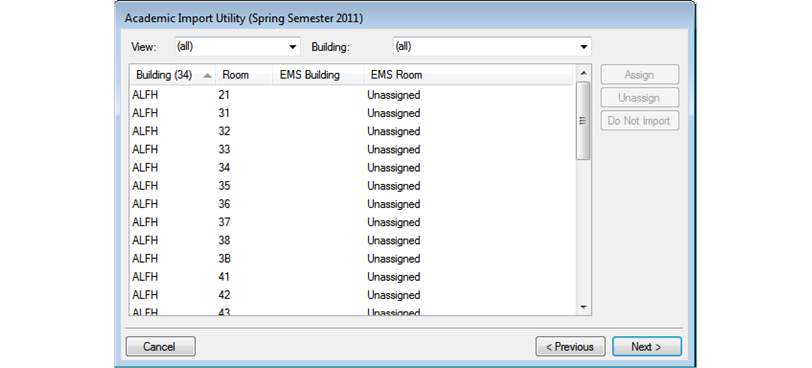 Academic Import Utility (Spring Semester 2011)
View: (all) Building: (all)
Building (34) Room EMS Building EMS Room
ALFH 21 Unassigned
ALFH 31 Unassigned
ALFH 32 Unassigned
ALFH 33 Unassigned
ALFH 34 Unassigned
ALFH 35 Unassigned
ALFH 36 Unassigned
ALFH 37 Unassigned
ALFH 38 Unassigned
ALFH 3B Unassigned
ALFH 41 Unassigned
ALFH 42 Unassigned
ALFH 43 Unassigned
Assign
Unassign
Do Not Import
Cancel < Previous Next >